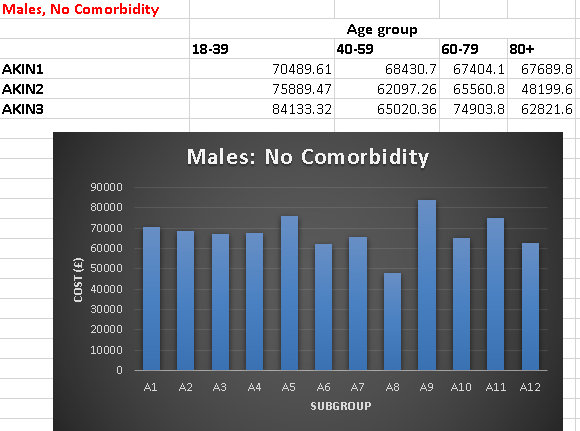 Males, No Comorbidity
Age group
18-39 40-59 60-79 80+
AKIN1 70489.61 68430.7 67404.1 67689.8
AKIN2 75889.47 62097.26 65560.8 48199.6
AKIN3 84133.32 65020.36 74903.8 62821.6
Males: No Comorbidity
90000
80000
70000
60000
50000
40000
30000
20000
10000
0
COST (£)
A1 A2 A3 A4 A5 A6 A7 A8 A9 A10 A11 A12
SUBGROUP